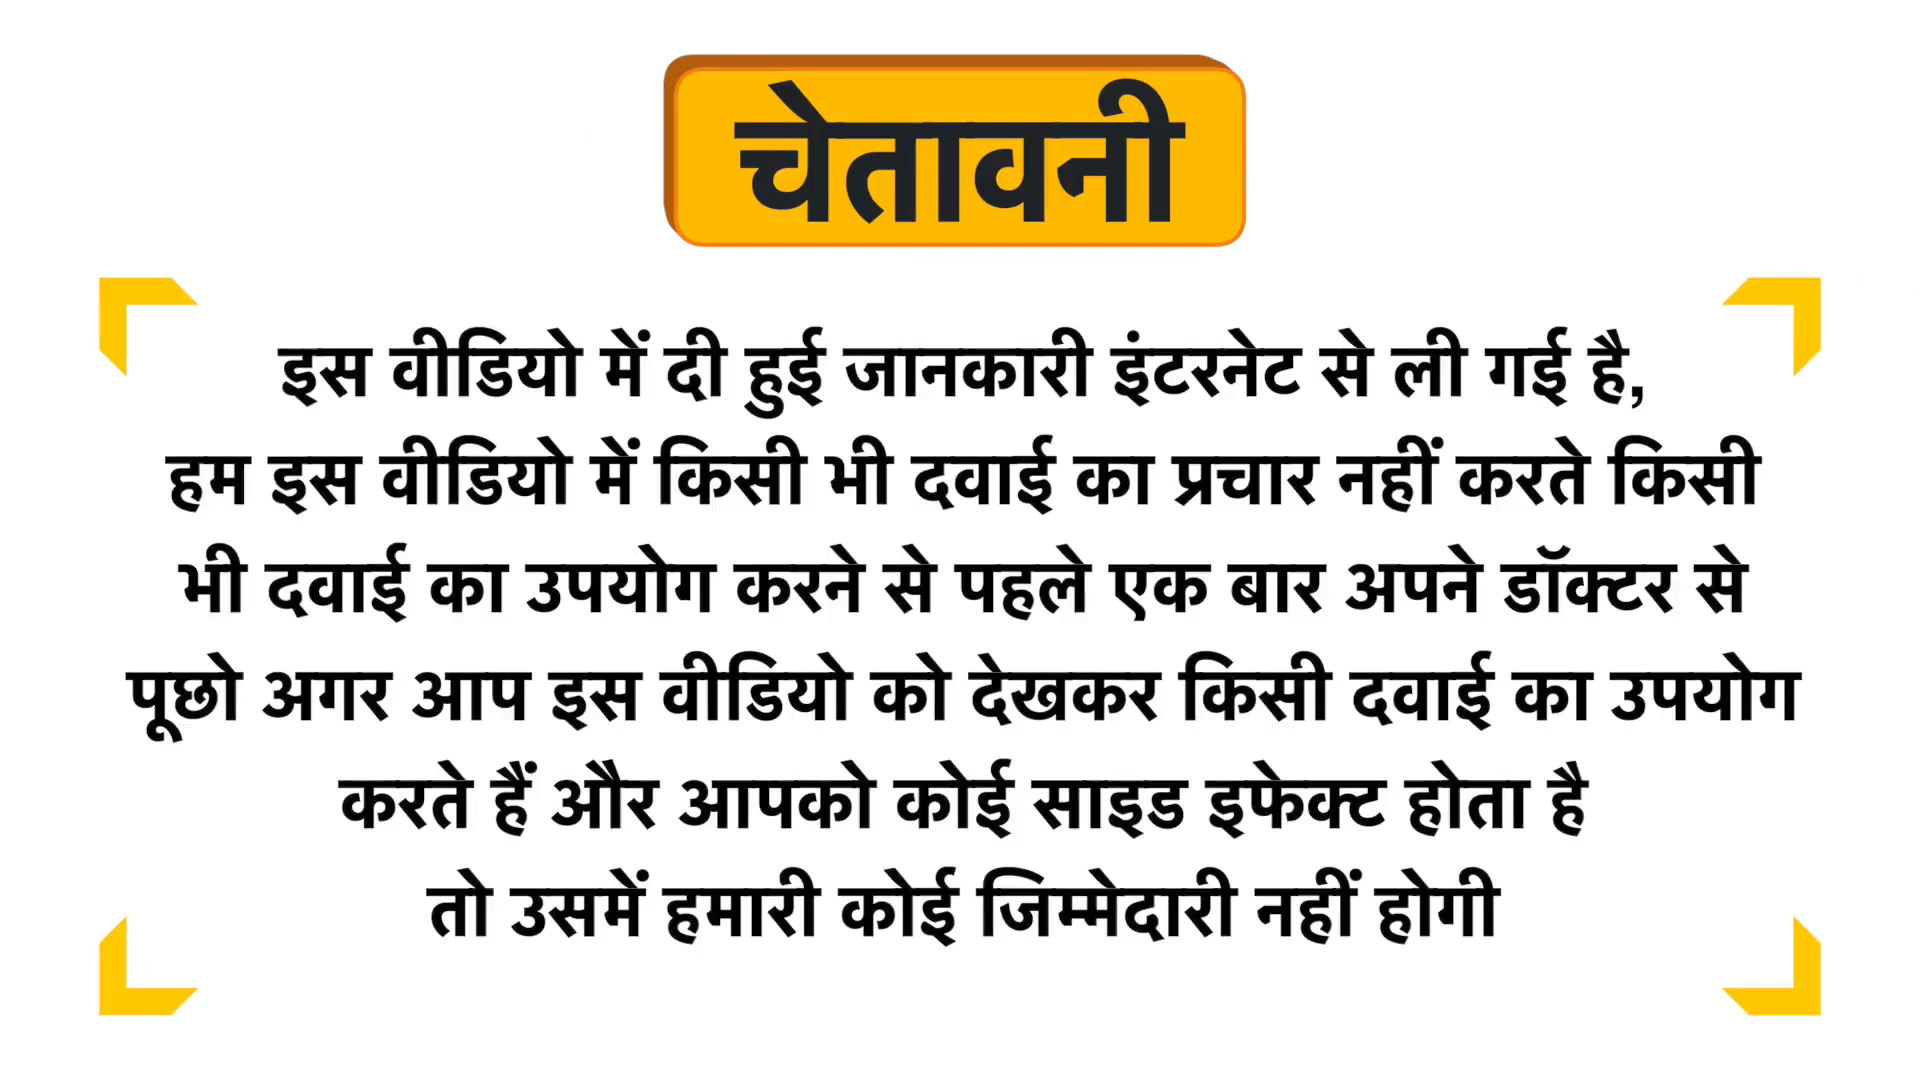 चेतावनी
इस वीडियो में दी हुई जानकारी इंटरनेट से ली गई है,
हम इस वीडियो में किसी भी दवाई का प्रचार नहीं करते किसी
भी दवाई का उपयोग करने से पहले एक बार अपने डॉक्टर से
पूछो अगर आप इस वीडियो को देखकर किसी दवाई का उपयोग
करते हैं और आपको कोई साइड इफेक्ट होता है
तो उसमें हमारी कोई जिम्मेदारी नहीं होगी